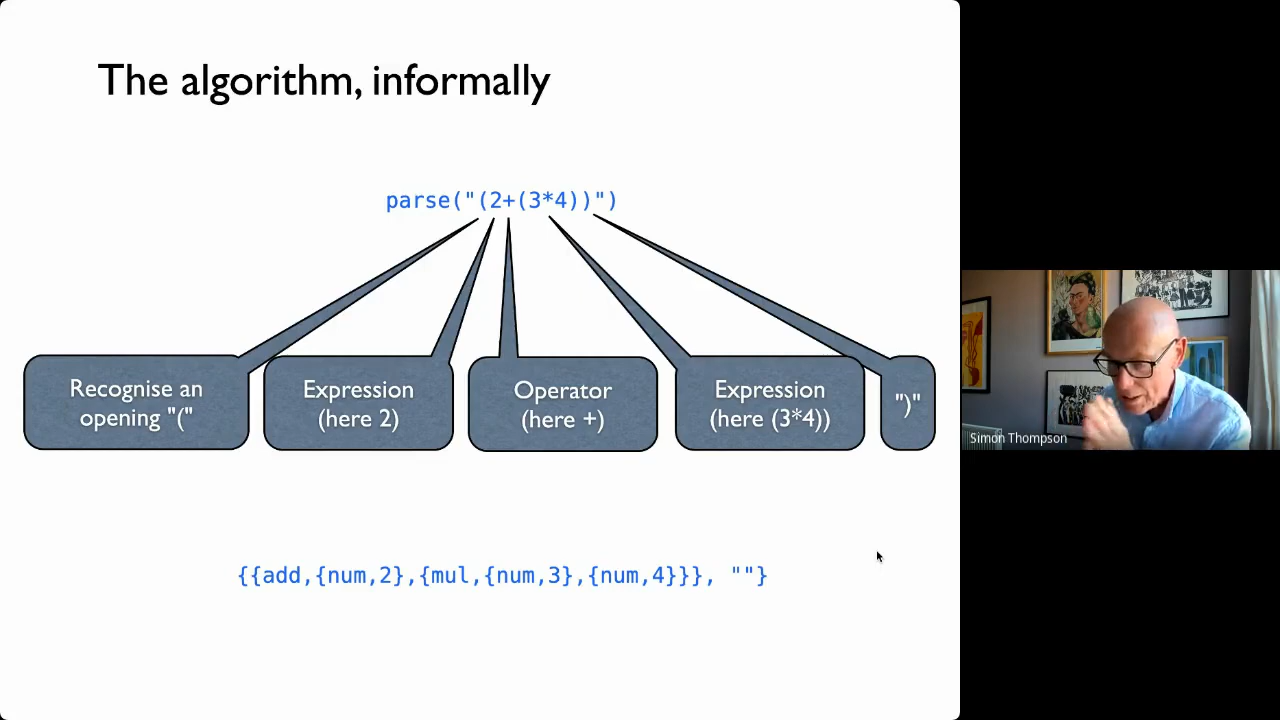 The algorithm, informally
parse("(2+(3*4))")
Recognise an
opening "("
Expression
(here 2)
Operator
(here +)
Expression
(here (3*4))
")"
Simon Thompson
{{add,{num,2},{mul,{num,3},{num,4}}}, ""}